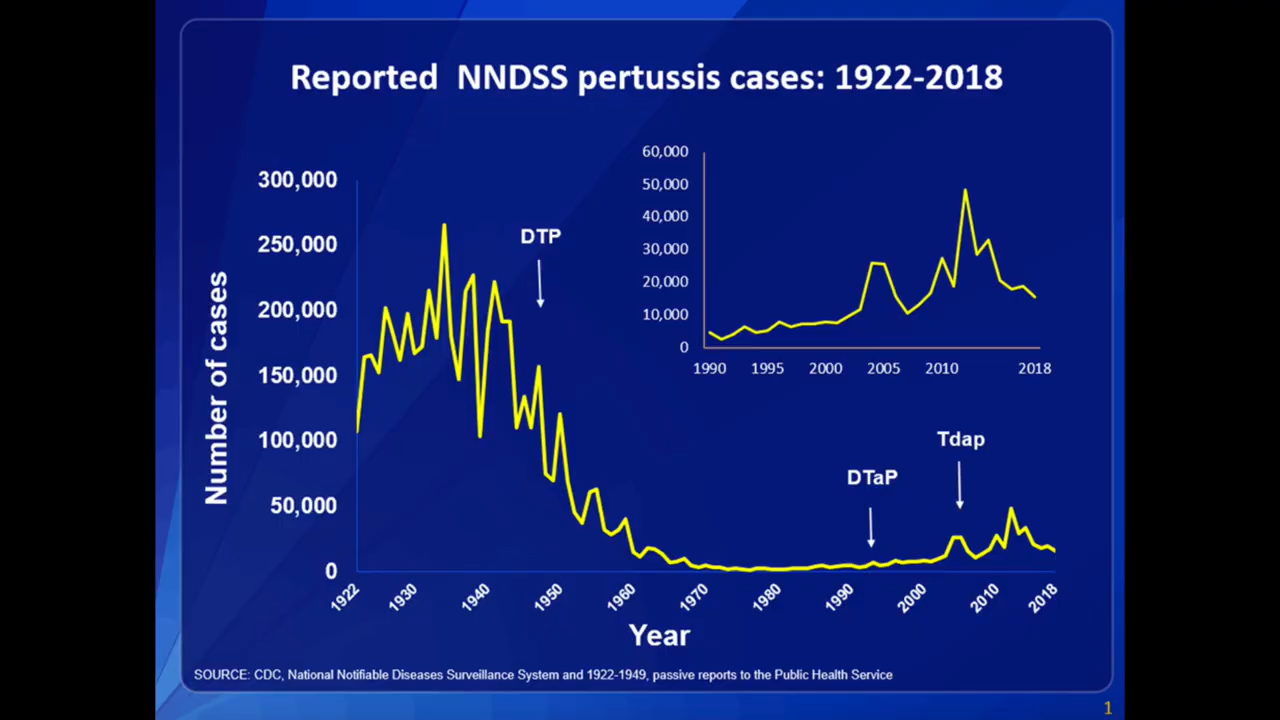 Reported NNDSS pertussis cases: 1922-2018
Number of cases
300,000
250,000
200,000
150,000
100,000
50,000
0
DTP
60,000
50,000
40,000
30,000
20,000
10,000
0
1990 1995 2000 2005 2010 2018
DTaP
Tdap
1922 1930 1940 1950 1960 1970 1980 1990 2000 2010 2018
Year
SOURCE: CDC, National Notifiable Diseases Surveillance System and 1922-1949, passive reports to the Public Health Service
1